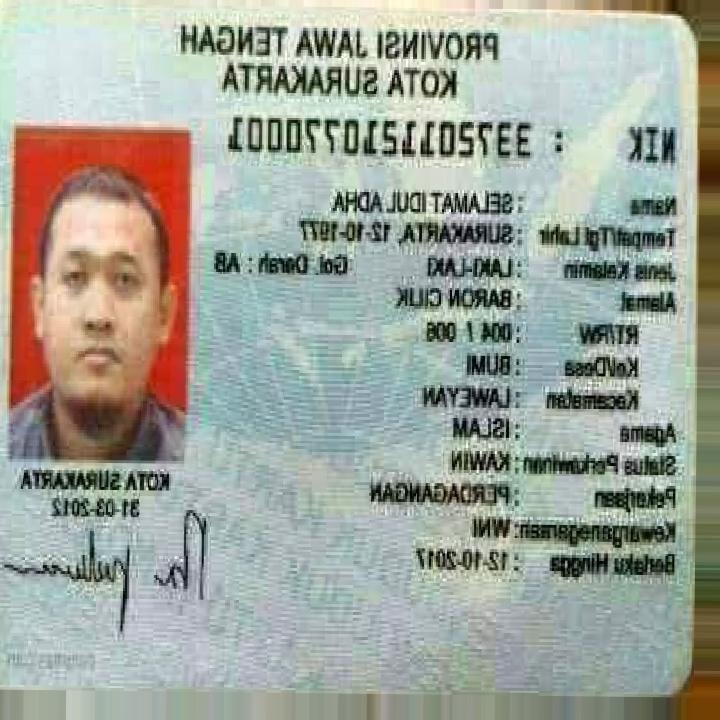 PROVINSI JAWA TENGAH
KOTA SURAKARTA
NIK : 3372011210770001
Nama : SELAMAT IDUL ADHA
Tempat/Tgl Lahir : SURAKARTA, 12-10-1977
Jenis Kelamin : LAKI-LAKI Gol. Darah : AB
Alamat : BARON CILIK
RT/RW : 004 / 006
Kel/Desa : BUMI
Kecamatan : LAWEYAN
Agama : ISLAM
Status Perkawinan : KAWIN
Pekerjaan : PERDAGANGAN
Kewarganegaraan: WNI
Berlaku Hingga : 12-10-2017
KOTA SURAKARTA
31-03-2012